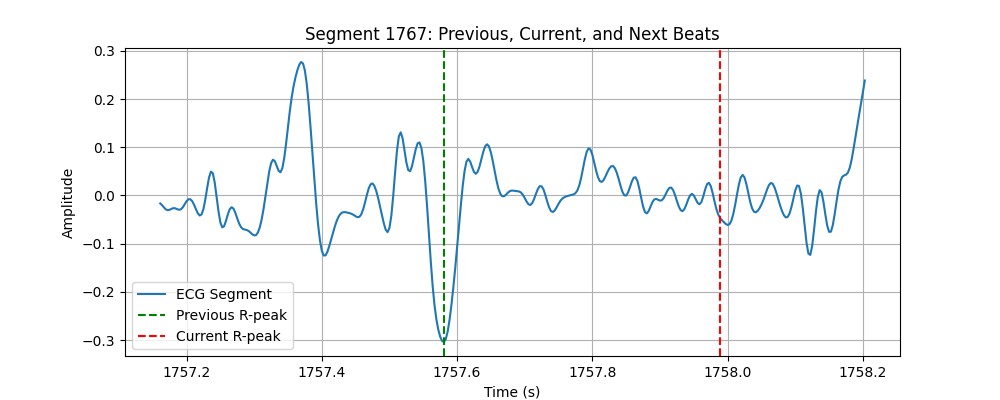 Segment 1767: Previous, Current, and Next Beats
0.3
0.2
0.1
0.0
−0.1
−0.2
−0.3
Amplitude
ECG Segment
Previous R-peak
Current R-peak
1757.2 1757.4 1757.6 1757.8 1758.0 1758.2
Time (s)